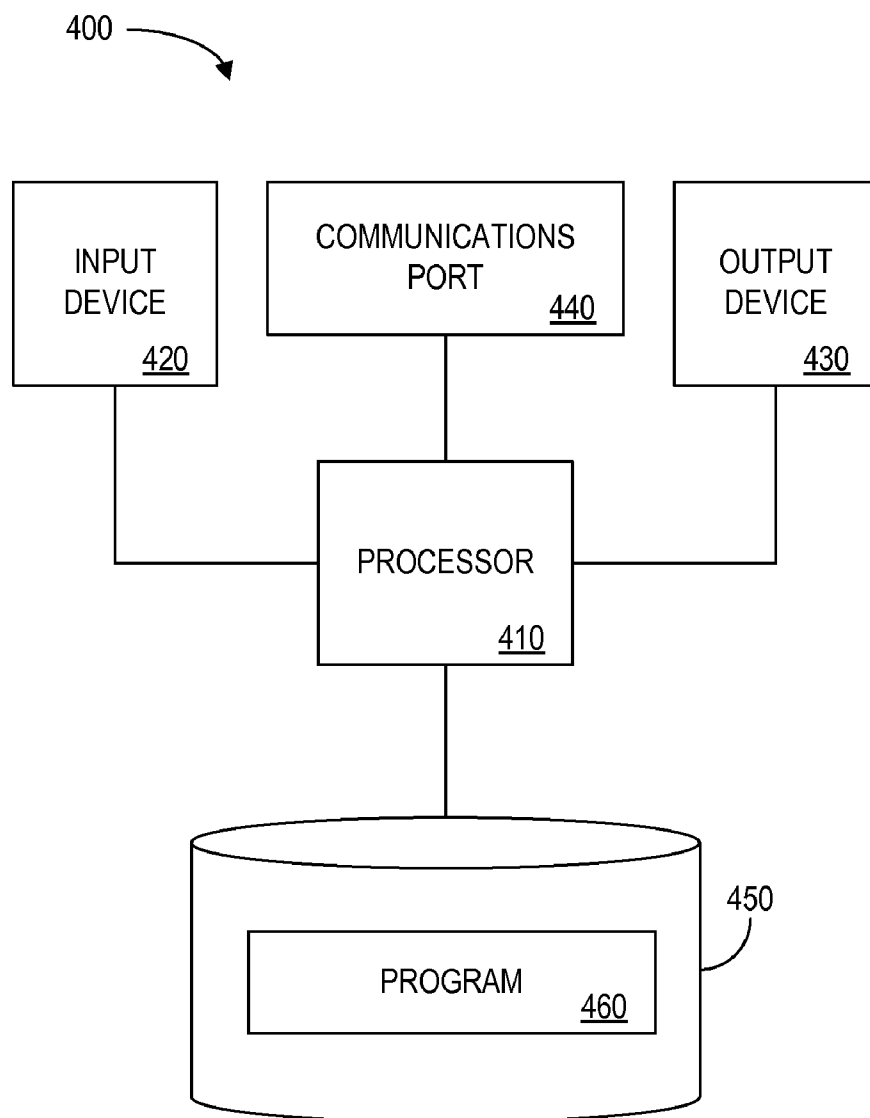 400
INPUT
DEVICE
420
COMMUNICATIONS
PORT
440
OUTPUT
DEVICE
430
PROCESSOR
410
450
PROGRAM
460